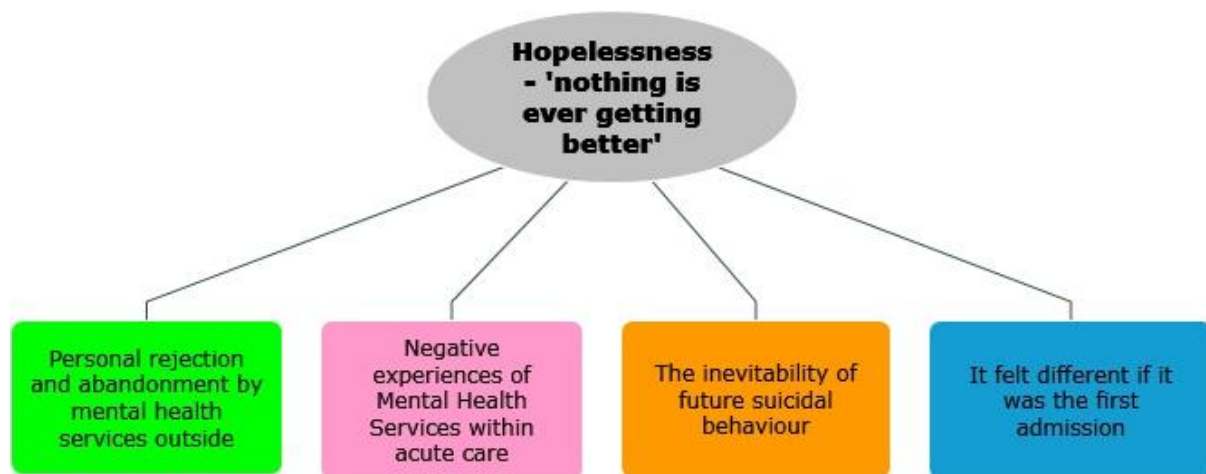 Hopelessness
- 'nothing is
ever getting
better'
Personal rejection
and abandonment by
mental health
services outside
Negative
experiences of
Mental Health
Services within
acute care
The inevitability of
future suicidal
behaviour
It felt different if it
was the first
admission